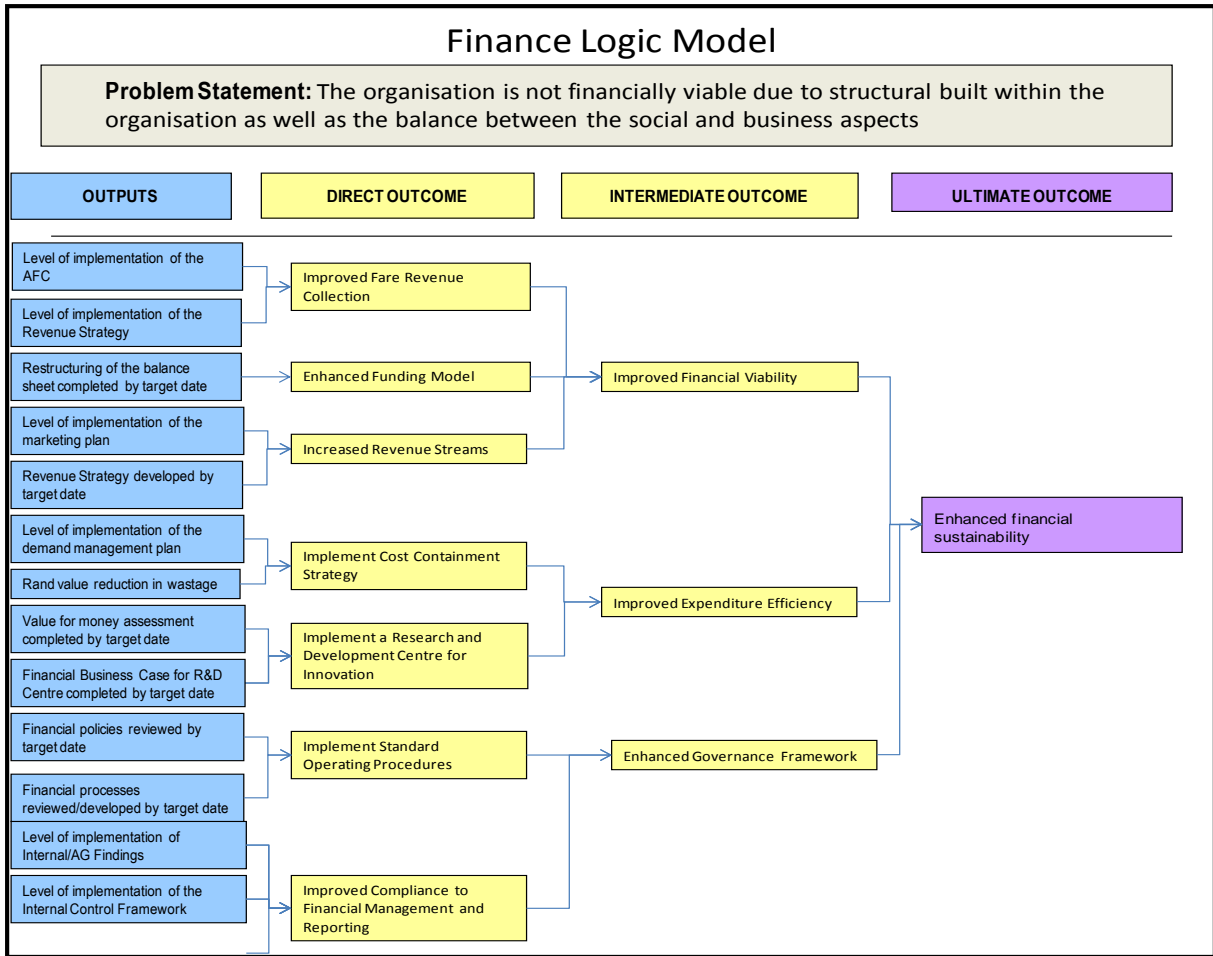 Finance Logic Model
Problem Statement: The organisation is not financially viable due to structural built within the
organisation as well as the balance between the social and business aspects
OUTPUTS
DIRECT OUTCOME
INTERMEDIATE OUTCOME
ULTIMATE OUTCOME
Level of implementation of the
AFC
Level of implementation of the
Revenue Strategy
Restructuring of the balance
sheet completed by target date
Level of implementation of the
marketing plan
Revenue Strategy developed by
target date
Level of implementation of the
demand management plan
Rand value reduction in wastage
Value for money assessment
completed by target date
Financial Business Case for R&D
Centre completed by target date
Financial policies reviewed by
target date
Financial processes
reviewed/developed by target date
Level of implementation of
Internal/AG Findings
Level of implementation of the
Internal Control Framework
Improved Fare Revenue
Collection
Enhanced Funding Model
Increased Revenue Streams
Implement Cost Containment
Strategy
Implement a Research and
Development Centre for
Innovation
Implement Standard
Operating Procedures
Improved Compliance to
Financial Management and
Reporting
Improved Financial Viability
Improved Expenditure Efficiency
Enhanced Governance Framework
Enhanced financial
sustainability